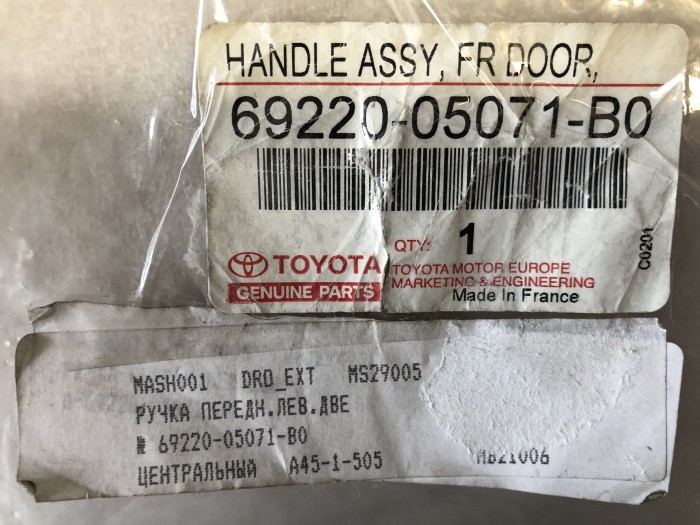 HANDLE ASSY, FR DOOR,
69220-05071-B0
QTY: 1
TOYOTA
GENUINE PARTS
TOYOTA MOTOR EUROPE
MARKETING & ENGINEERING
Made In France
C0201
MASH001 DRO_EXT MS29005
РУЧКА ПЕРЕДН.ЛЕВ.ДВЕ
№ 69220-05071-B0
ЦЕНТРАЛЬНЫЙ A45-1-505 MB21006